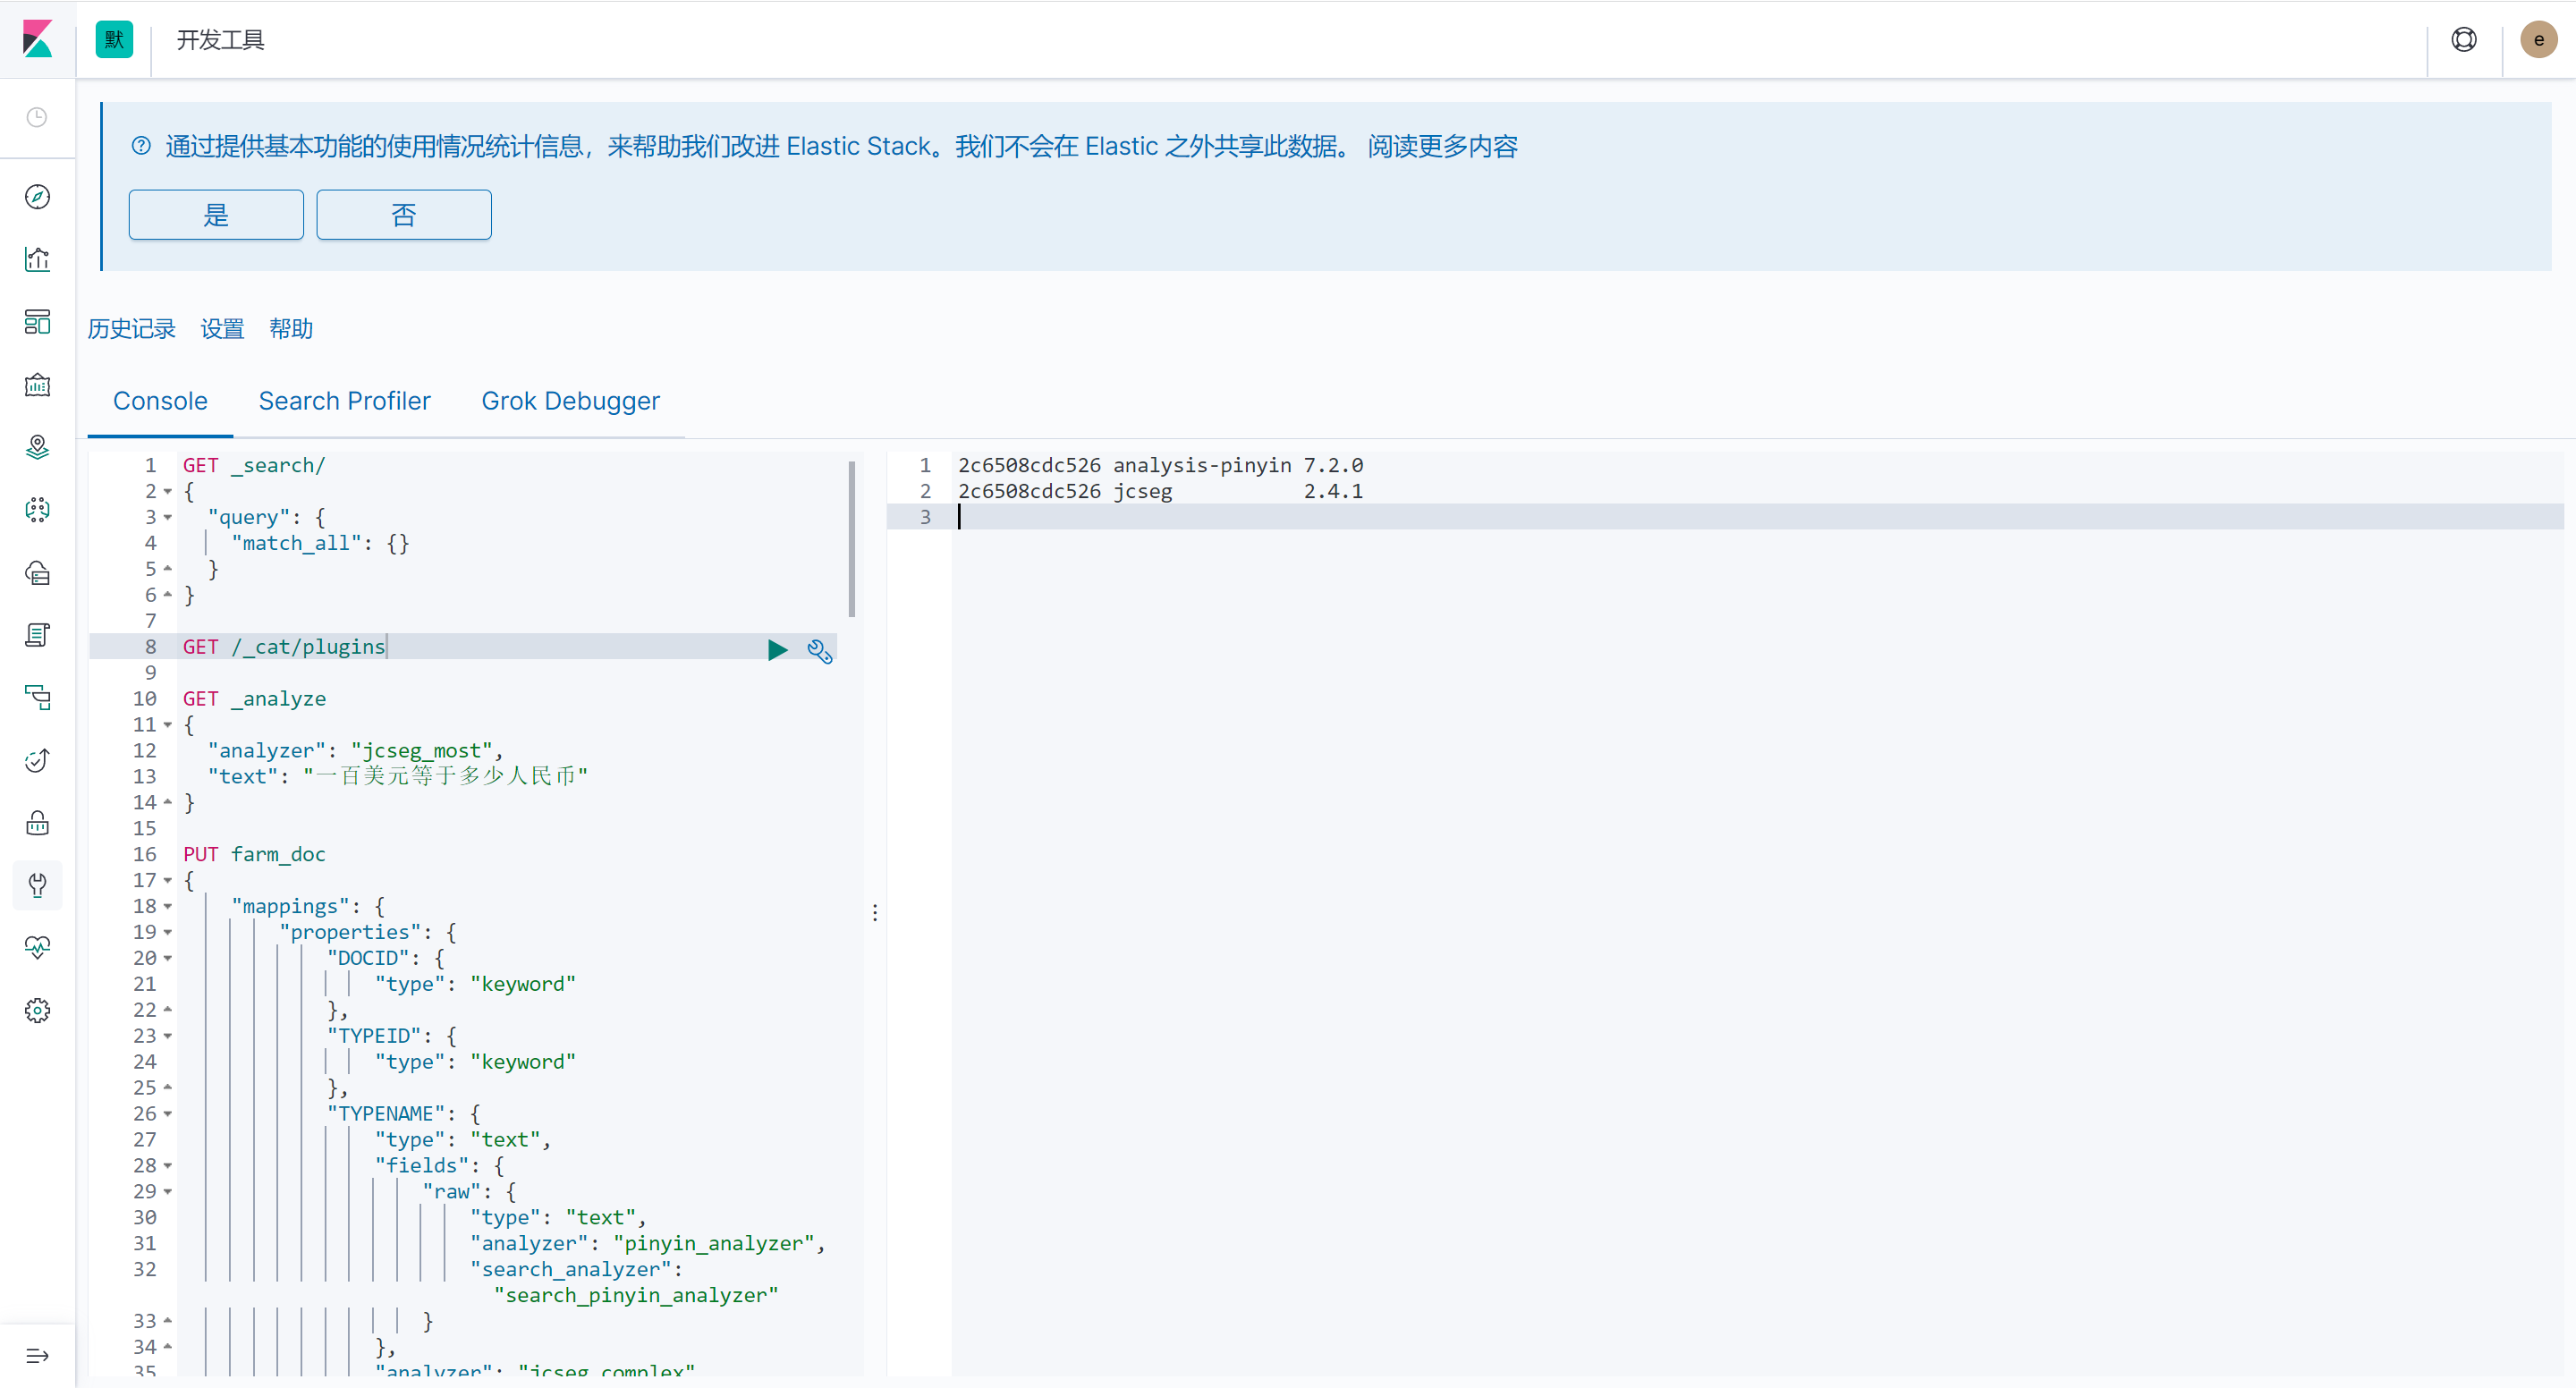 默
开发工具
e
通过提供基本功能的使用情况统计信息，来帮助我们改进 Elastic Stack。我们不会在 Elastic 之外共享此数据。 阅读更多内容
是
否
历史记录 设置 帮助
Console Search Profiler Grok Debugger
1 GET _search/
2 {
3 "query": {
4 "match_all": {}
5 }
6 }
7
8 GET /_cat/plugins
9
10 GET _analyze
11 {
12 "analyzer": "jcseg_most",
13 "text": "一百美元等于多少人民币"
14 }
15
16 PUT farm_doc
17 {
18 "mappings": {
19 "properties": {
20 "DOCID": {
21 "type": "keyword"
22 },
23 "TYPEID": {
24 "type": "keyword"
25 },
26 "TYPENAME": {
27 "type": "text",
28 "fields": {
29 "raw": {
30 "type": "text",
31 "analyzer": "pinyin_analyzer",
32 "search_analyzer":
"search_pinyin_analyzer"
33 }
34 },
35 "analyzer": "jcseg_complex"
1 2c6508cdc526 analysis-pinyin 7.2.0
2 2c6508cdc526 jcseg 2.4.1
3